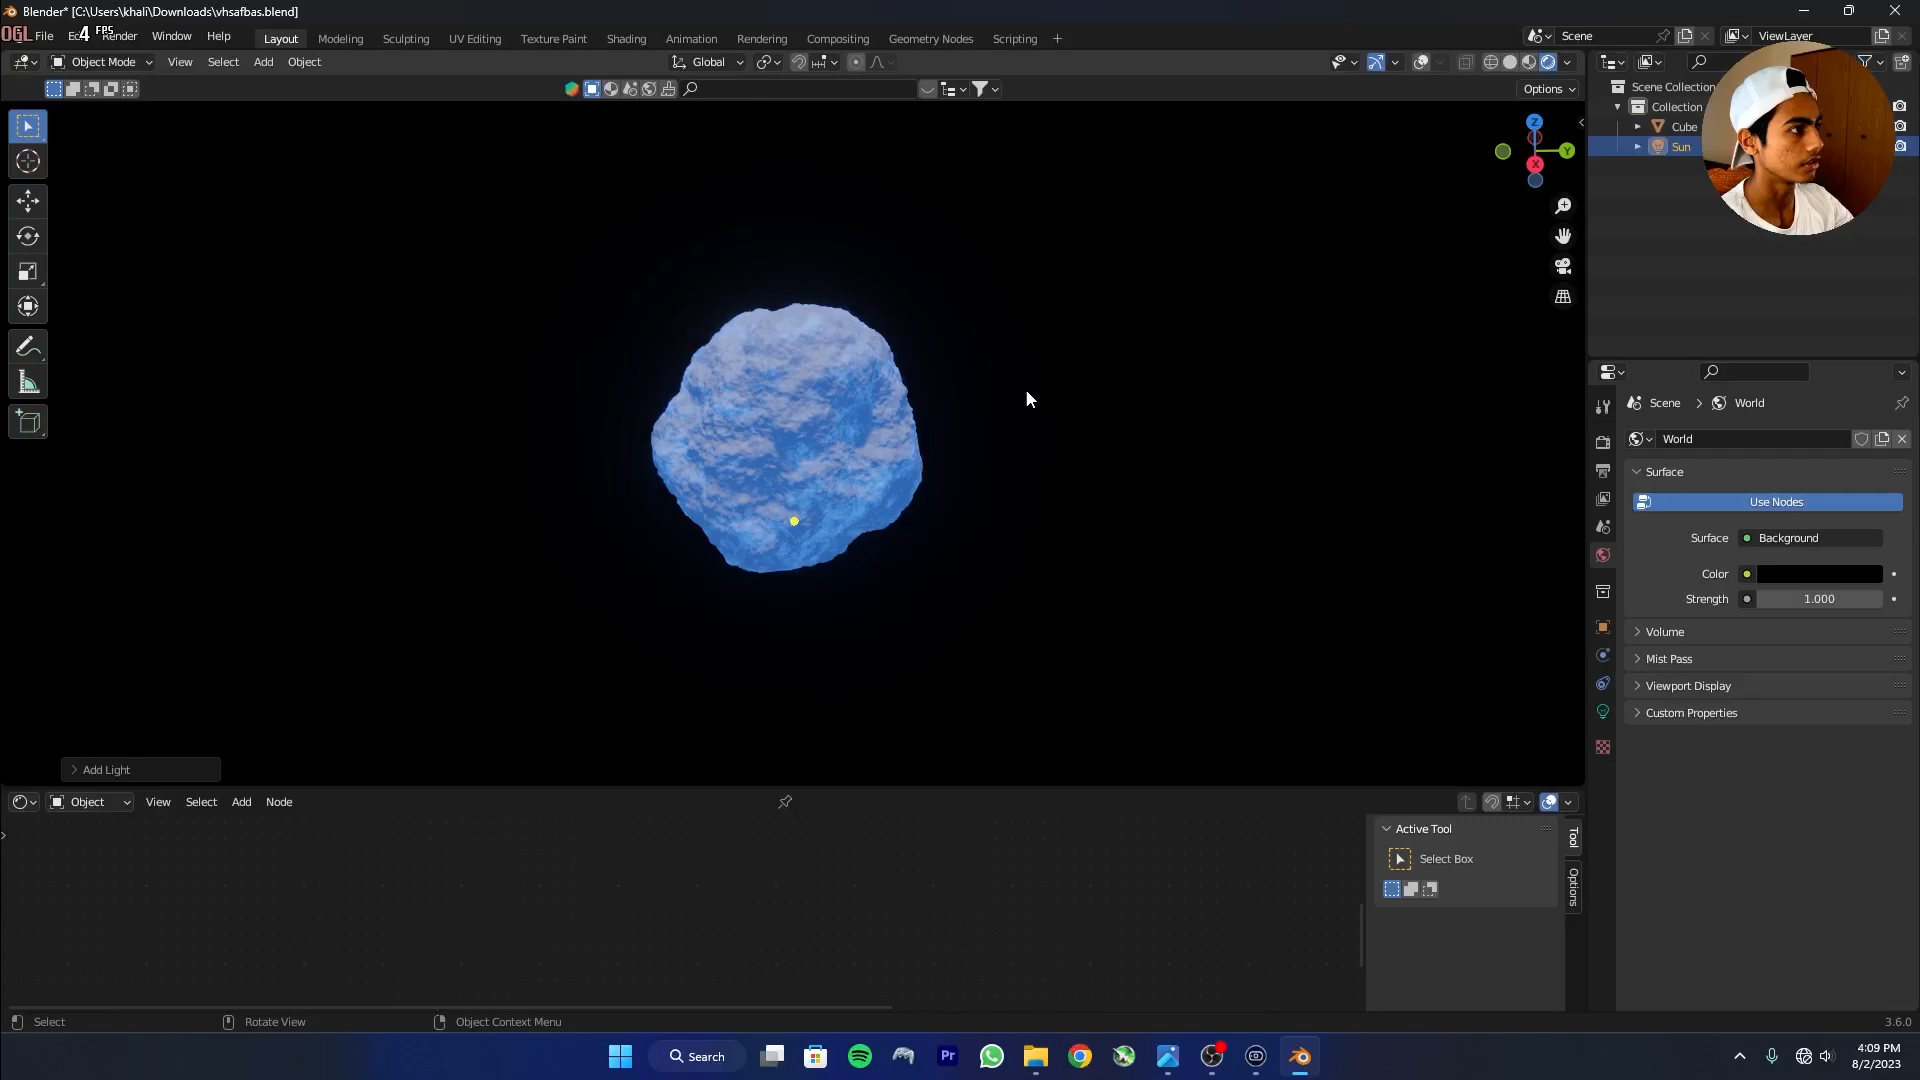 Blender* [C:\Users\khali\Downloads\vhsafbas.blend]
OGL 4 FPS
File Render Window Help Layout Modeling Sculpting UV Editing Texture Paint Shading Animation Rendering Compositing Geometry Nodes Scripting + Scene ViewLayer
Object Mode View Select Add Object Global
Options
Scene Collection
Collection
Cube
Sun
Z
Y
X
Scene > World
World
Surface
Use Nodes
Surface Background
Color
Strength 1.000
Volume
Mist Pass
Viewport Display
Custom Properties
Add Light
Object View Select Add Node
Active Tool
Select Box
Tool
Options
Select Rotate View Object Context Menu 3.6.0
Search
Pr
4:09 PM
8/2/2023